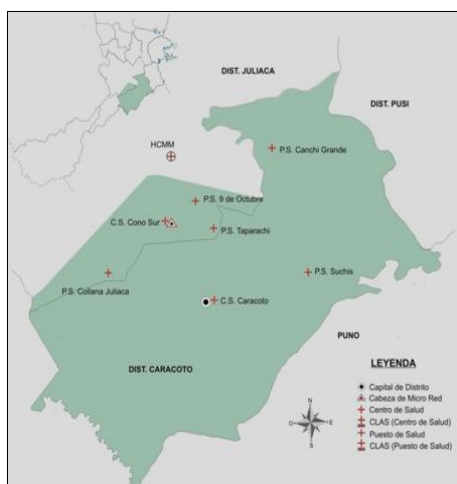 DIST. JULIACA
DIST. PUSI
HCMM
P.S. Canchi Grande
P.S. 9 de Octubre
C.S. Cono Sur
P.S. Taparachi
P.S. Collana Juliaca
P.S. Suchis
C.S. Caracoto
PUNO
DIST. CARACOTO
LEYENDA
Capital de Distrito
Cabeza de Micro Red
Centro de Salud
CLAS (Centro de Salud)
Puesto de Salud
CLAS (Puesto de Salud)
N
O
E
S